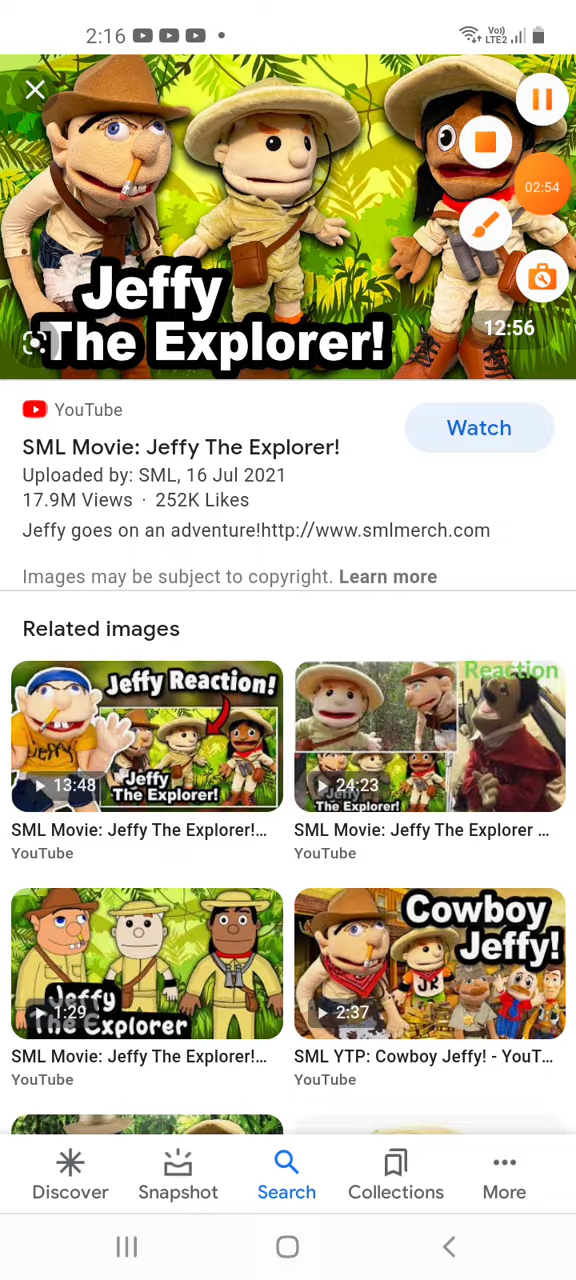 2:16
Vo))
LTE2
02:54
Jeffy
The Explorer!
12:56
YouTube
Watch
SML Movie: Jeffy The Explorer!
Uploaded by: SML, 16 Jul 2021
17.9M Views · 252K Likes
Jeffy goes on an adventure!http://www.smlmerch.com
Images may be subject to copyright. Learn more
Related images
Jeffy Reaction!
Jeffy
The Explorer!
13:48
Reaction
Jeffy
The Explorer!
24:23
SML Movie: Jeffy The Explorer!...
YouTube
SML Movie: Jeffy The Explorer ...
YouTube
Jeffy
The Explorer
1:29
Cowboy
Jeffy!
JR
2:37
SML Movie: Jeffy The Explorer!...
YouTube
SML YTP: Cowboy Jeffy! - YouT...
YouTube
Discover
Snapshot
Search
Collections
More